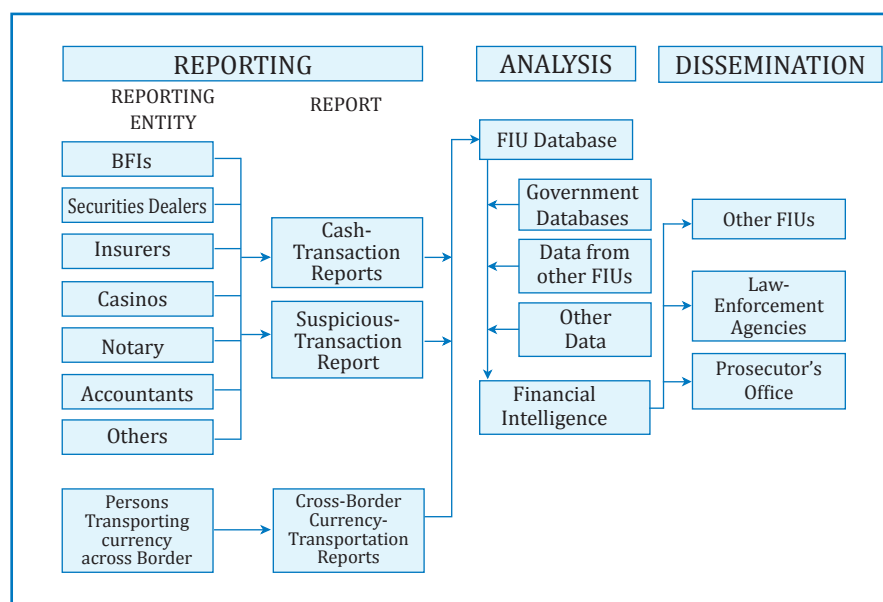 REPORTING
ANALYSIS
DISSEMINATION
REPORTING
ENTITY
REPORT
BFIs
Securities Dealers
Insurers
Casinos
Notary
Accountants
Others
Persons
Transporting
currency
across Border
Cash-
Transaction
Reports
Suspicious-
Transaction
Report
Cross-Border
Currency-
Transportation
Reports
FIU Database
Government
Databases
Data from
other FIUs
Other
Data
Financial
Intelligence
Other FIUs
Law-
Enforcement
Agencies
Prosecutor’s
Office